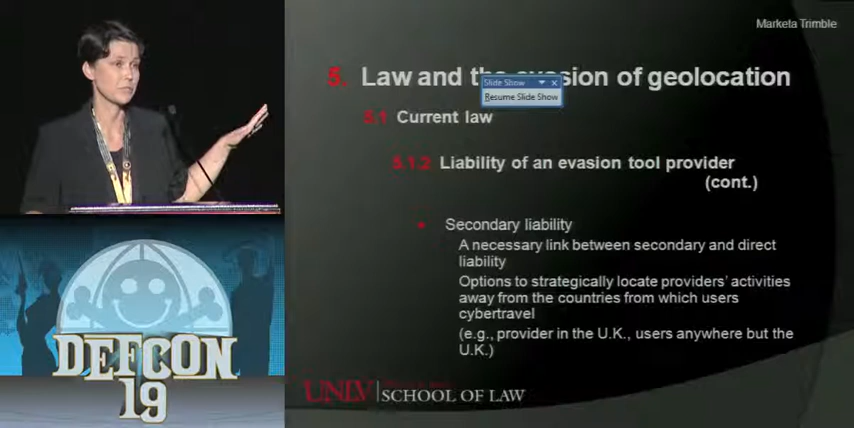 Marketa Trimble
5. Law and the evasion of geolocation
Slide Show
Resume Slide Show
5.1 Current law
5.1.2 Liability of an evasion tool provider
(cont.)
Secondary liability
A necessary link between secondary and direct
liability
Options to strategically locate providers' activities
away from the countries from which users
cybertravel
(e.g., provider in the U.K., users anywhere but the
U.K.)
DEFCON
19
UNLV SCHOOL OF LAW